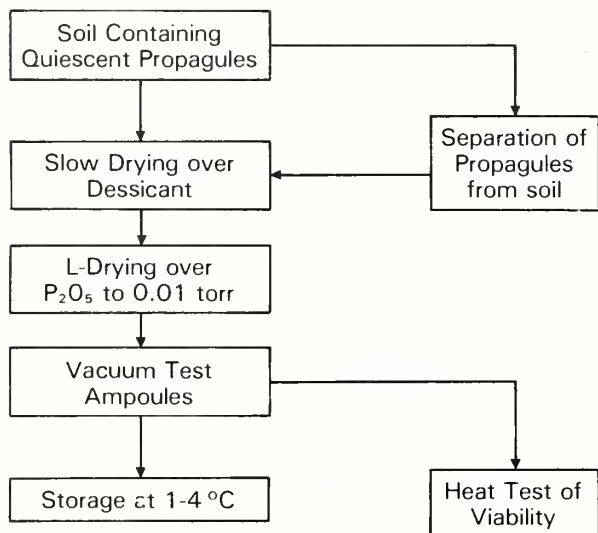 Soil Containing
Quiescent Propagules
Separation of
Propagules
from soil
Slow Drying over
Dessicant
L-Drying over
P₂O₅ to 0.01 torr
Vacuum Test
Ampoules
Storage at 1-4 °C
Heat Test of
Viability